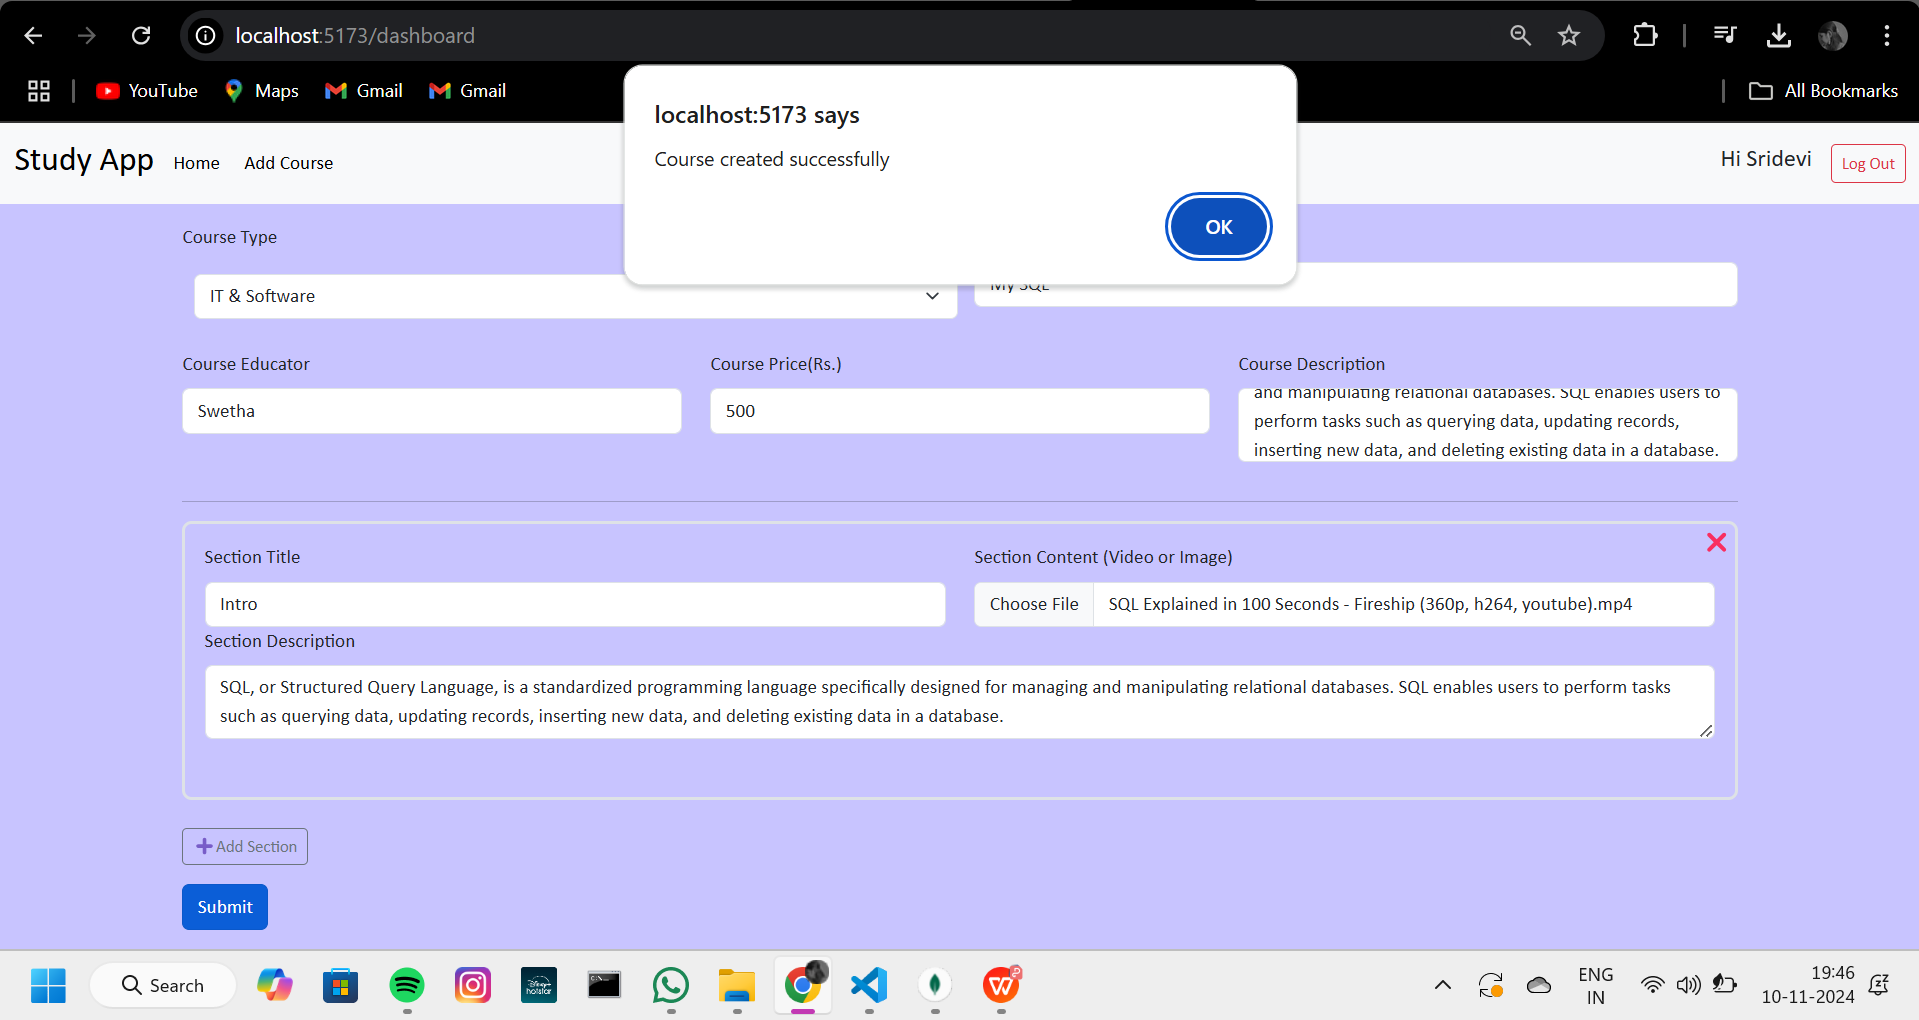 localhost:5173/dashboard
YouTube
Maps
Gmail
Gmail
All Bookmarks
localhost:5173 says
Course created successfully
OK
Study App
Home
Add Course
Hi Sridevi
Log Out
Course Type
IT & Software
My SQL
Course Educator
Course Price(Rs.)
Course Description
Swetha
500
and manipulating relational databases. SQL enables users to
perform tasks such as querying data, updating records,
inserting new data, and deleting existing data in a database.
Section Title
Section Content (Video or Image)
Intro
Choose File
SQL Explained in 100 Seconds - Fireship (360p, h264, youtube).mp4
Section Description
SQL, or Structured Query Language, is a standardized programming language specifically designed for managing and manipulating relational databases. SQL enables users to perform tasks
such as querying data, updating records, inserting new data, and deleting existing data in a database.
Add Section
Submit
Search
Disney+
hotstar
ENG
IN
19:46
10-11-2024